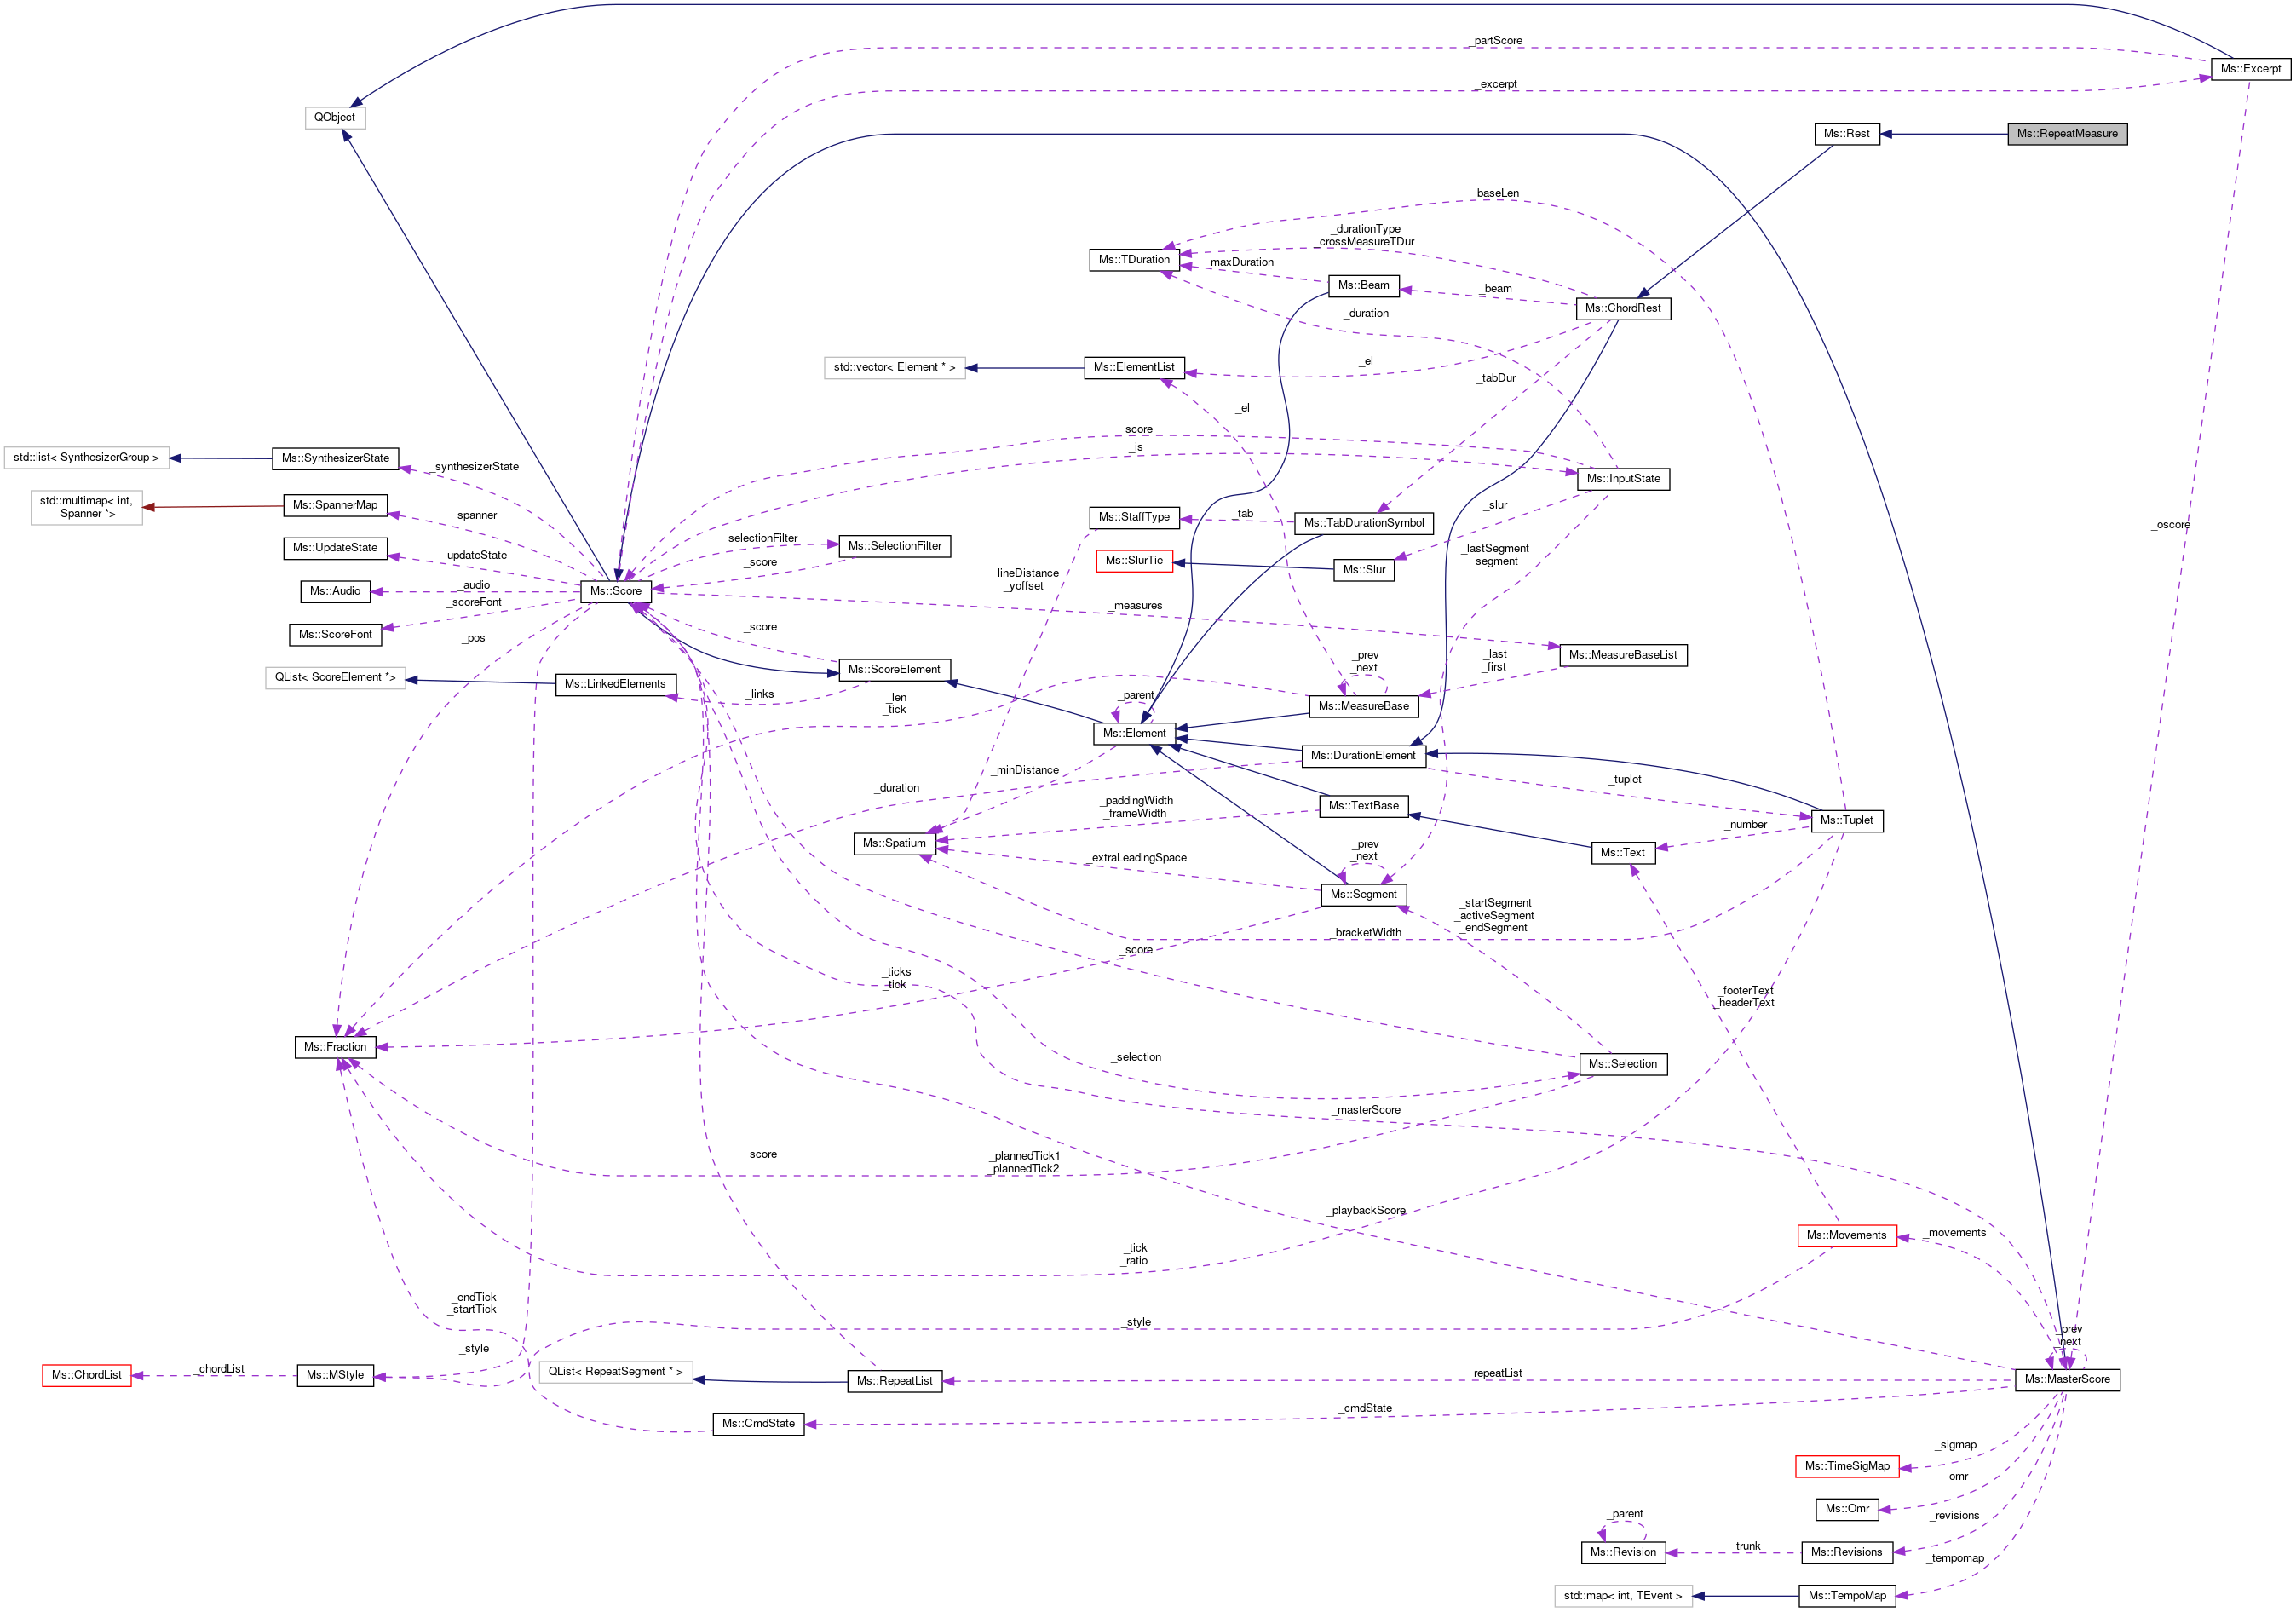 _partScore
Ms::Excerpt
_excerpt
QObject
Ms::Rest
Ms::RepeatMeasure
_baseLen
_durationType
_crossMeasureTDur
Ms::TDuration
maxDuration
Ms::Beam
_beam
Ms::ChordRest
_duration
std::vector< Element * >
Ms::ElementList
_el
_tabDur
_el
_score
_is
std::list< SynthesizerGroup >
Ms::SynthesizerState
_synthesizerState
Ms::InputState
std::multimap< int,
Spanner *>
Ms::SpannerMap
_spanner
Ms::StaffType
_tab
Ms::TabDurationSymbol
_slur
_oscore
Ms::UpdateState
_updateState
_selectionFilter
Ms::SelectionFilter
_score
Ms::SlurTie
Ms::Slur
_lastSegment
_segment
Ms::Audio
_audio
Ms::Score
_lineDistance
_yoffset
_scoreFont
_measures
Ms::ScoreFont
_pos
_score
Ms::MeasureBaseList
QList< ScoreElement *>
Ms::LinkedElements
Ms::ScoreElement
_links
_len
_tick
_prev
_next
_last
_first
_parent
Ms::MeasureBase
Ms::Element
Ms::DurationElement
_minDistance
_tuplet
_duration
_paddingWidth
_frameWidth
Ms::TextBase
Ms::Tuplet
_number
Ms::Spatium
Ms::Text
_extraLeadingSpace
_prev
_next
Ms::Segment
_startSegment
_activeSegment
_endSegment
_bracketWidth
_score
_ticks
_tick
_footerText
_headerText
Ms::Fraction
_selection
Ms::Selection
_masterScore
_score
_plannedTick1
_plannedTick2
_playbackScore
Ms::Movements
_movements
_tick
_ratio
_endTick
_startTick
_style
_prev
_next
_style
Ms::ChordList
_chordList
Ms::MStyle
QList< RepeatSegment * >
Ms::RepeatList
_repeatList
Ms::MasterScore
Ms::CmdState
_cmdState
_sigmap
Ms::TimeSigMap
_omr
Ms::Omr
_revisions
_parent
Ms::Revision
_trunk
Ms::Revisions
_tempomap
std::map< int, TEvent >
Ms::TempoMap